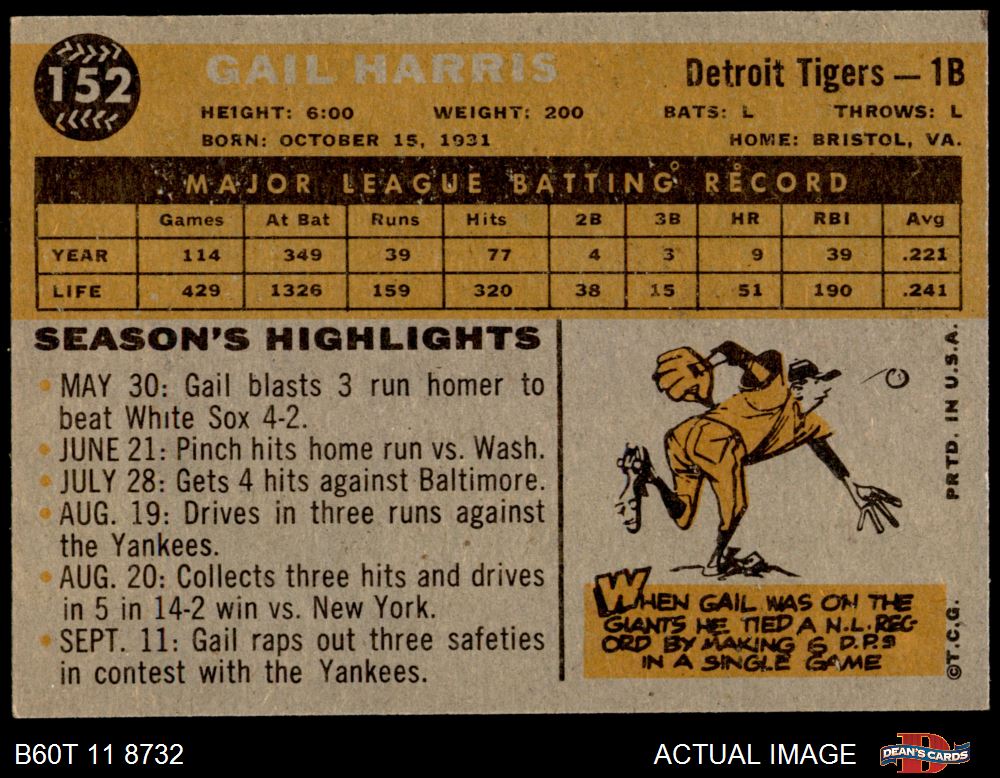 152
GAIL HARRIS
Detroit Tigers — 1B
HEIGHT: 6:00 WEIGHT: 200 BATS: L THROWS: L
BORN: OCTOBER 15, 1931 HOME: BRISTOL, VA.
MAJOR LEAGUE BATTING RECORD
Games At Bat Runs Hits 2B 3B HR RBI Avg
YEAR 114 349 39 77 4 3 9 39 .221
LIFE 429 1326 159 320 38 15 51 190 .241
SEASON'S HIGHLIGHTS
• MAY 30: Gail blasts 3 run homer to
beat White Sox 4-2.
• JUNE 21: Pinch hits home run vs. Wash.
• JULY 28: Gets 4 hits against Baltimore.
• AUG. 19: Drives in three runs against
the Yankees.
• AUG. 20: Collects three hits and drives
in 5 in 14-2 win vs. New York.
• SEPT. 11: Gail raps out three safeties
in contest with the Yankees.
WHEN GAIL WAS ON THE
GIANTS HE TIED A N.L. REC-
ORD BY MAKING 6 D.P.S
IN A SINGLE GAME
PRTD. IN U.S.A.
©T.C.G.
B60T 11 8732
ACTUAL IMAGE
DEAN'S CARDS